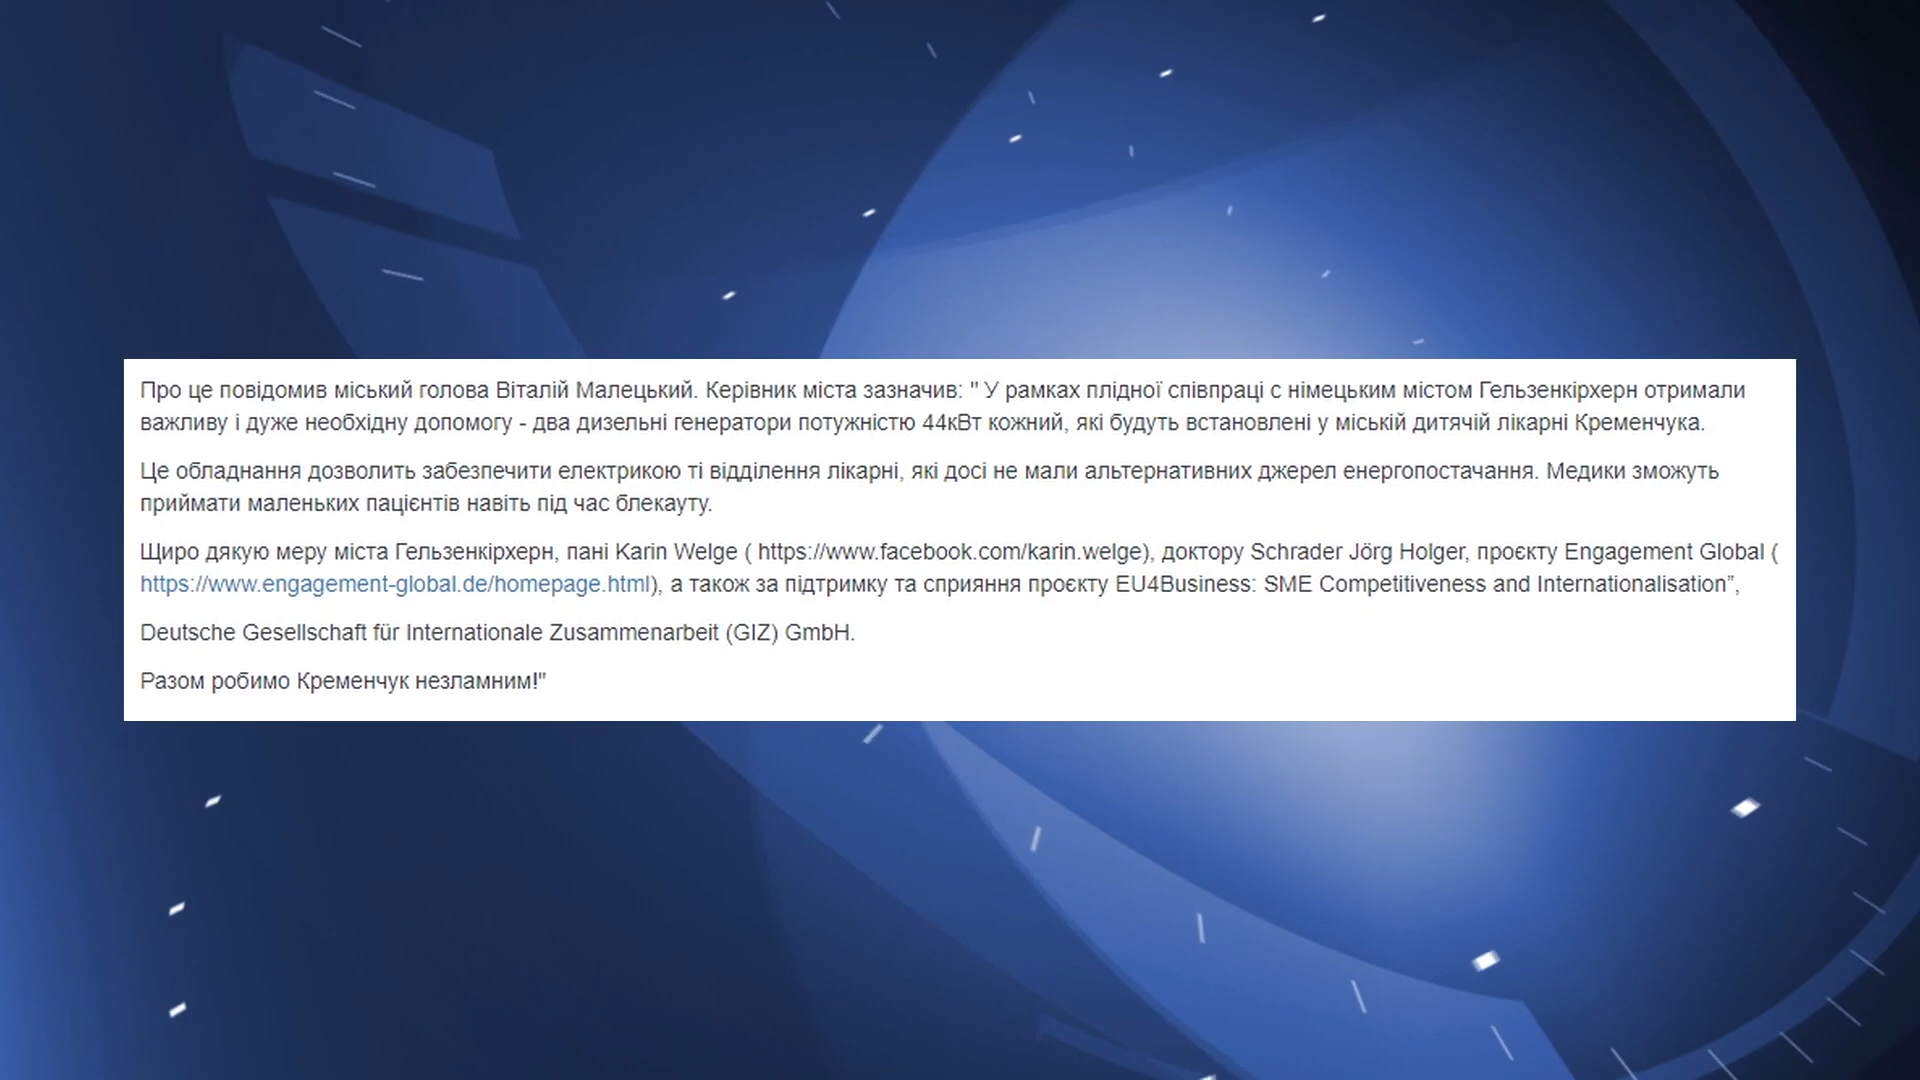 Про це повідомив міський голова Віталій Малецький. Керівник міста зазначив: " У рамках плідної співпраці с німецьким містом Гельзенкірхерн отримали
важливу і дуже необхідну допомогу - два дизельні генератори потужністю 44кВт кожний, які будуть встановлені у міській дитячій лікарні Кременчука.
Це обладнання дозволить забезпечити електрикою ті відділення лікарні, які досі не мали альтернативних джерел енергопостачання. Медики зможуть
приймати маленьких пацієнтів навіть під час блекауту.
Щиро дякую меру міста Гельзенкірхерн, пані Karin Welge ( https://www.facebook.com/karin.welge), доктору Schrader Jörg Holger, проєкту Engagement Global (
https://www.engagement-global.de/homepage.html), а також за підтримку та сприяння проєкту EU4Business: SME Competitiveness and Internationalisation”,
Deutsche Gesellschaft für Internationale Zusammenarbeit (GIZ) GmbH.
Разом робимо Кременчук незламним!"